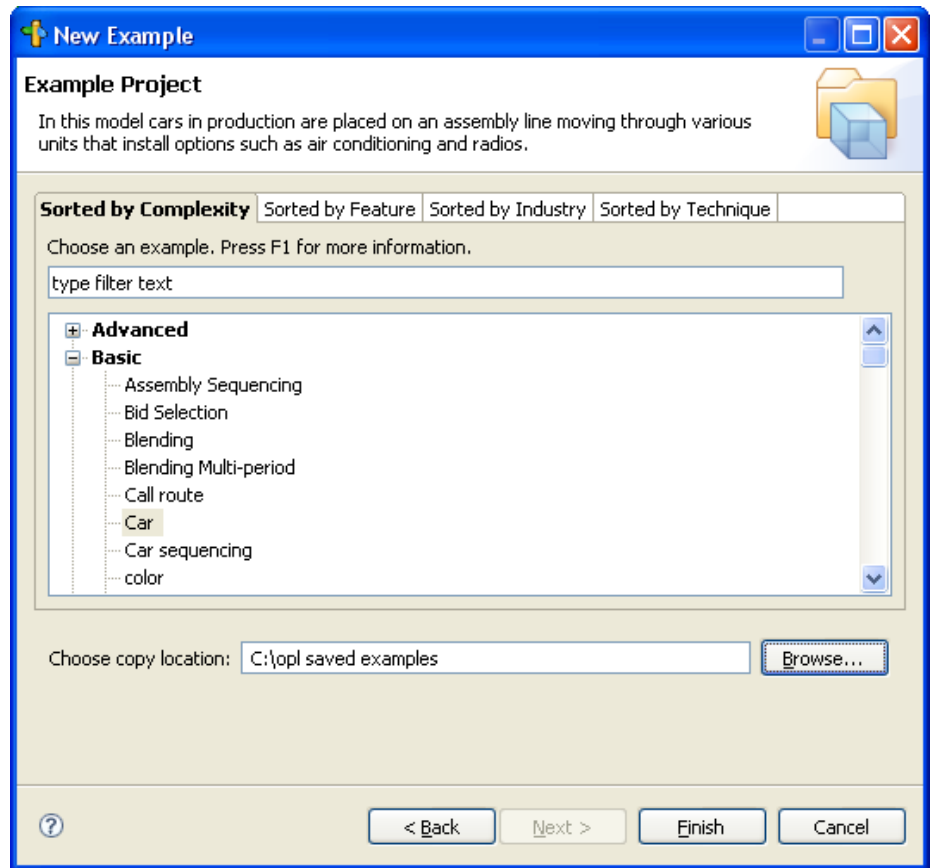 New Example
Example Project
In this model cars in production are placed on an assembly line moving through various
units that install options such as air conditioning and radios.
Sorted by Complexity Sorted by Feature Sorted by Industry Sorted by Technique
Choose an example. Press F1 for more information.
type filter text
Advanced
Basic
Assembly Sequencing
Bid Selection
Blending
Blending Multi-period
Call route
Car
Car sequencing
color
Choose copy location: C:\opl saved examples Browse...
? < Back Next > Finish Cancel